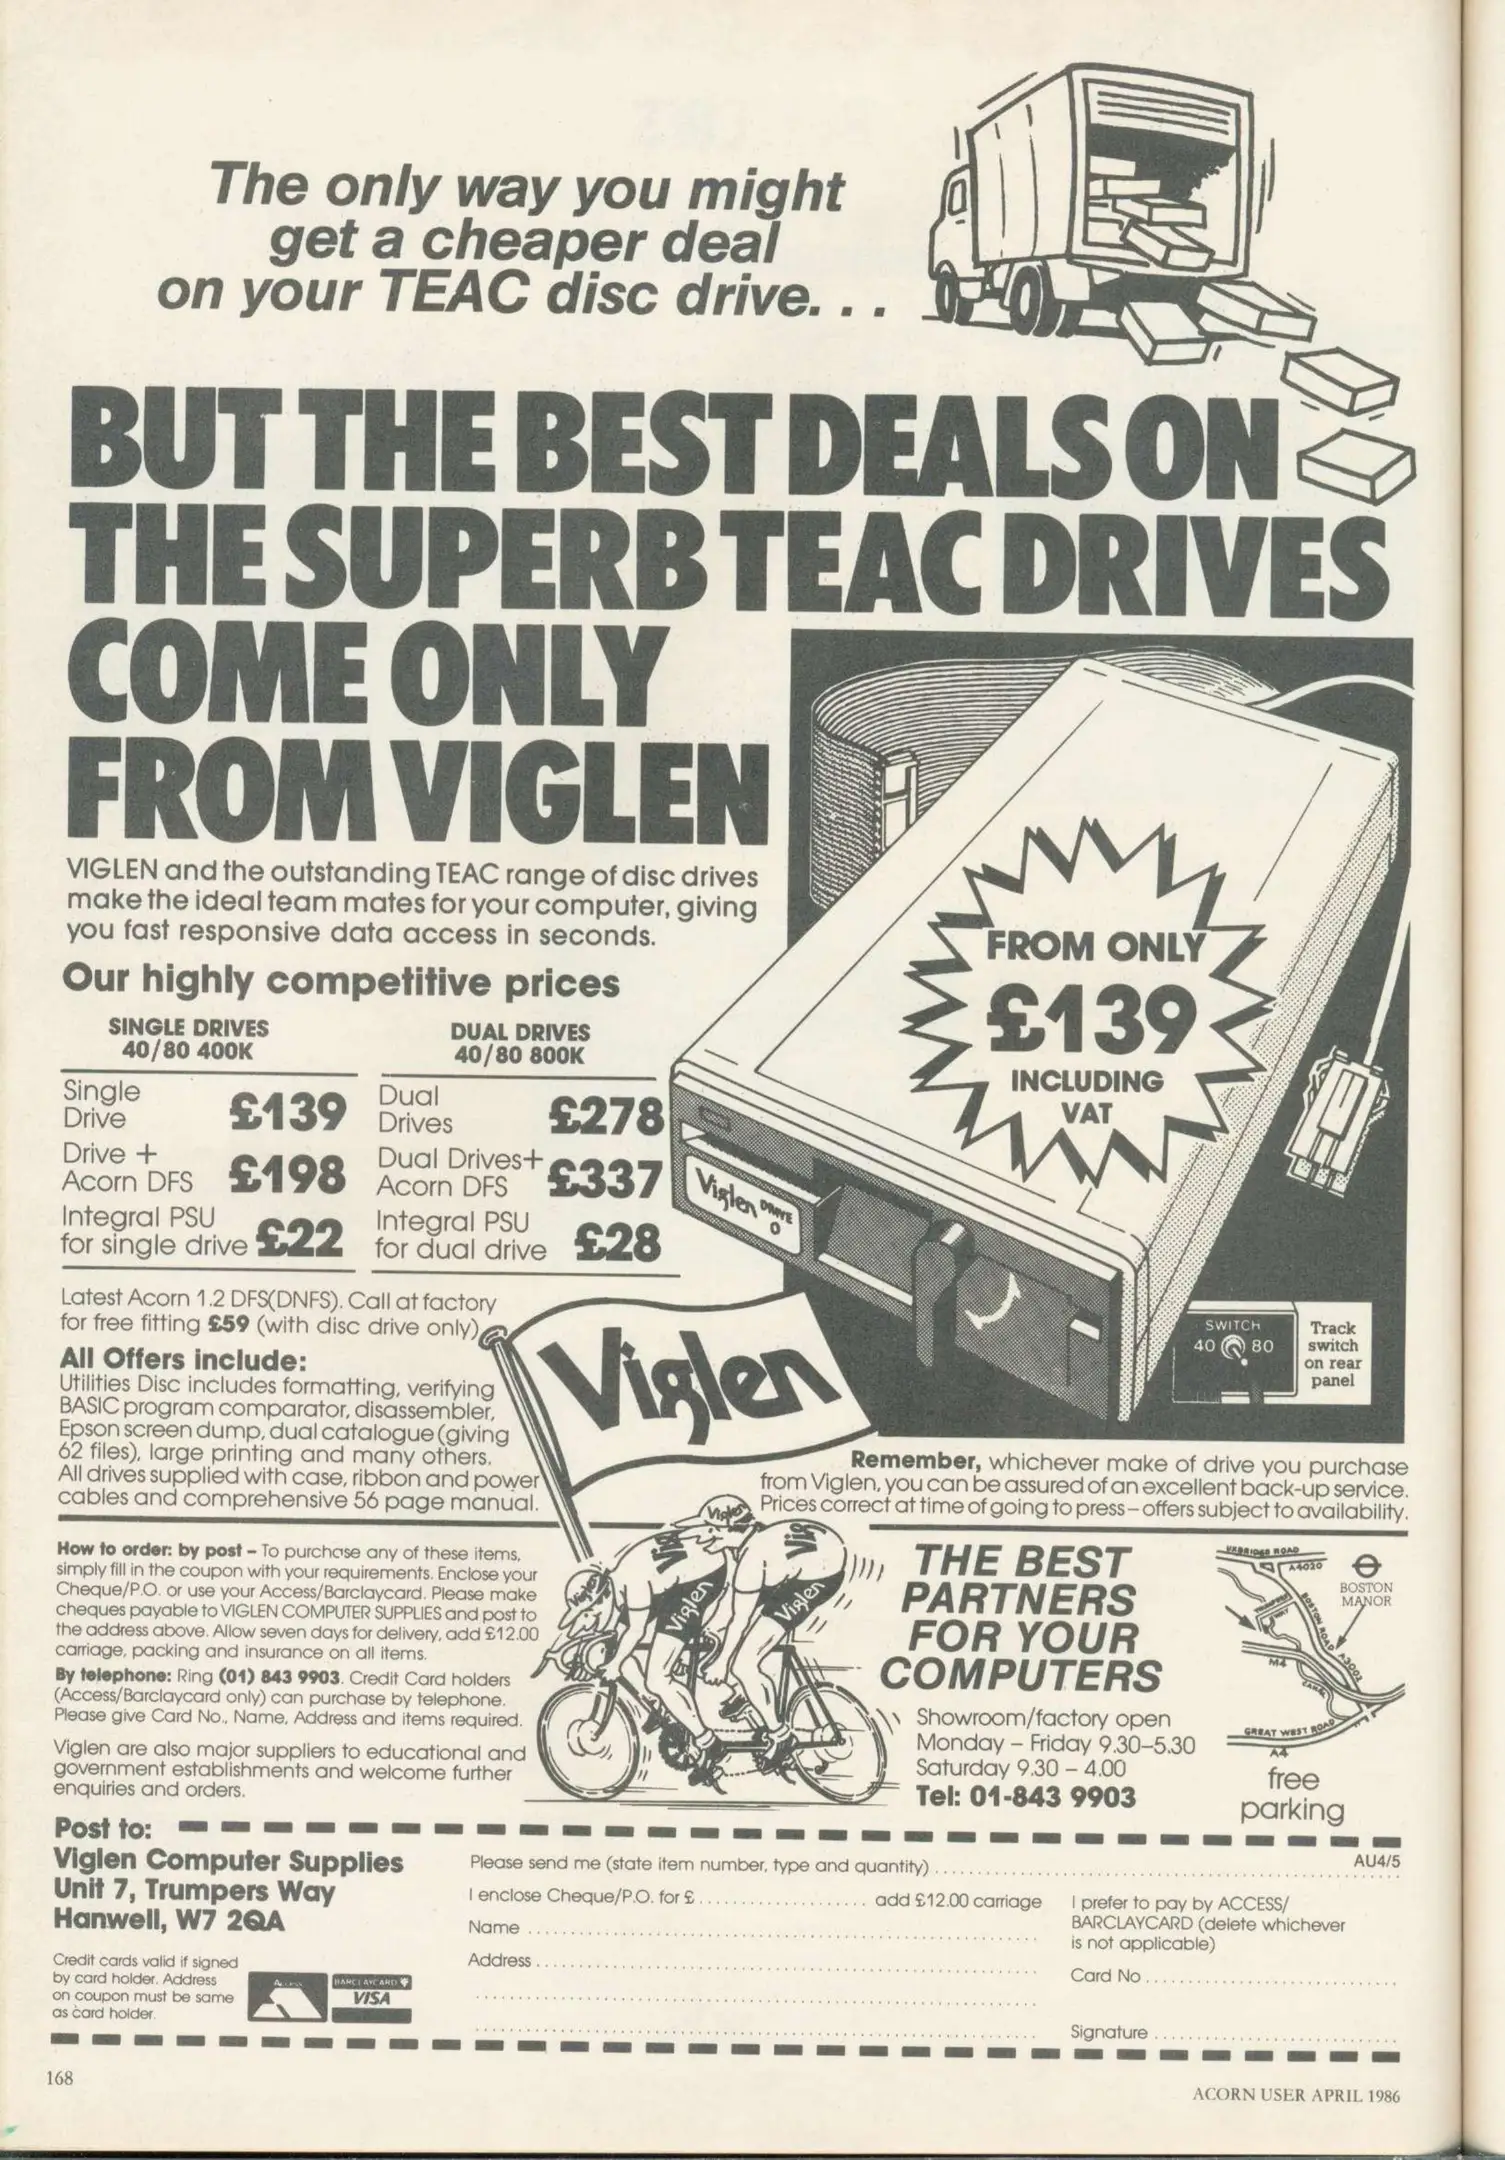 The only way you might
get a cheaper deal
on your TEAC disc drive. . .
BUT THE BEST DEALS ON
THE SUPERB TEAC DRIVES
COME ONLY
FROM VIGLEN
VIGLEN and the outstanding TEAC range of disc drives
make the ideal team mates for your computer, giving
you fast responsive data access in seconds.
Our highly competitive prices
SINGLE DRIVES
40/80 400K
Single
Drive £139
Drive +
Acorn DFS £198
Integral PSU
for single drive £22
DUAL DRIVES
40/80 800K
Dual
Drives £278
Dual Drives+
Acorn DFS £337
Integral PSU
for dual drive £28
FROM ONLY
£139
INCLUDING
VAT
Viglen DRIVE
0
SWITCH
40 80
Track
switch
on rear
panel
Latest Acorn 1.2 DFS(DNFS). Call at factory
for free fitting £59 (with disc drive only)
All Offers include:
Utilities Disc includes formatting, verifying
BASIC program comparator, disassembler,
Epson screen dump, dual catalogue (giving
62 files), large printing and many others.
All drives supplied with case, ribbon and power
cables and comprehensive 56 page manual.
Viglen
Remember, whichever make of drive you purchase
from Viglen, you can be assured of an excellent back-up service.
Prices correct at time of going to press – offers subject to availability.
How to order: by post – To purchase any of these items,
simply fill in the coupon with your requirements. Enclose your
Cheque/P.O. or use your Access/Barclaycard. Please make
cheques payable to VIGLEN COMPUTER SUPPLIES and post to
the address above. Allow seven days for delivery, add £12.00
carriage, packing and insurance on all items.
By telephone: Ring (01) 843 9903. Credit Card holders
(Access/Barclaycard only) can purchase by telephone.
Please give Card No., Name, Address and items required.
Viglen are also major suppliers to educational and
government establishments and welcome further
enquiries and orders.
Viglen
Viglen
Vig
Vig
Viglen
Viglen
THE BEST
PARTNERS
FOR YOUR
COMPUTERS
Showroom/factory open
Monday – Friday 9.30–5.30
Saturday 9.30 – 4.00
Tel: 01-843 9903
UXBRIDGE ROAD
A4020
BOSTON
MANOR
TRUMPERS
WAY
BOSTON ROAD
A3002
M4
CANAL
GREAT WEST ROAD
A4
free
parking
Post to:
Viglen Computer Supplies
Unit 7, Trumpers Way
Hanwell, W7 2QA
Credit cards valid if signed
by card holder. Address
on coupon must be same
as card holder.
Access
BARCLAYCARD
VISA
Please send me (state item number, type and quantity)
AU4/5
I enclose Cheque/P.O. for £ add £12.00 carriage
Name
Address
I prefer to pay by ACCESS/
BARCLAYCARD (delete whichever
is not applicable)
Card No
Signature
168
ACORN USER APRIL 1986